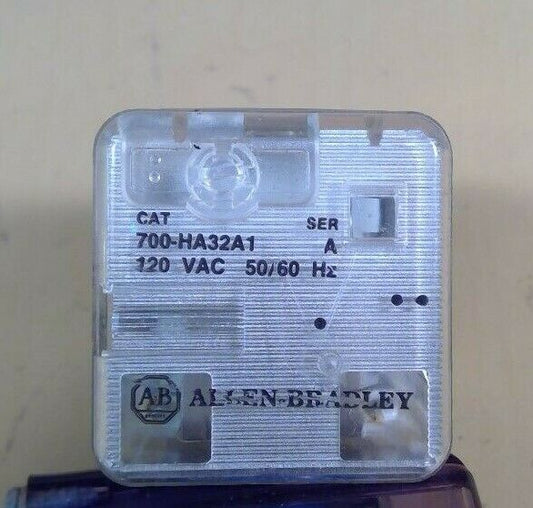 CAT SER
700-HA32A1 A
120 VAC 50/60 Hz
AB ALLEN-BRADLEY